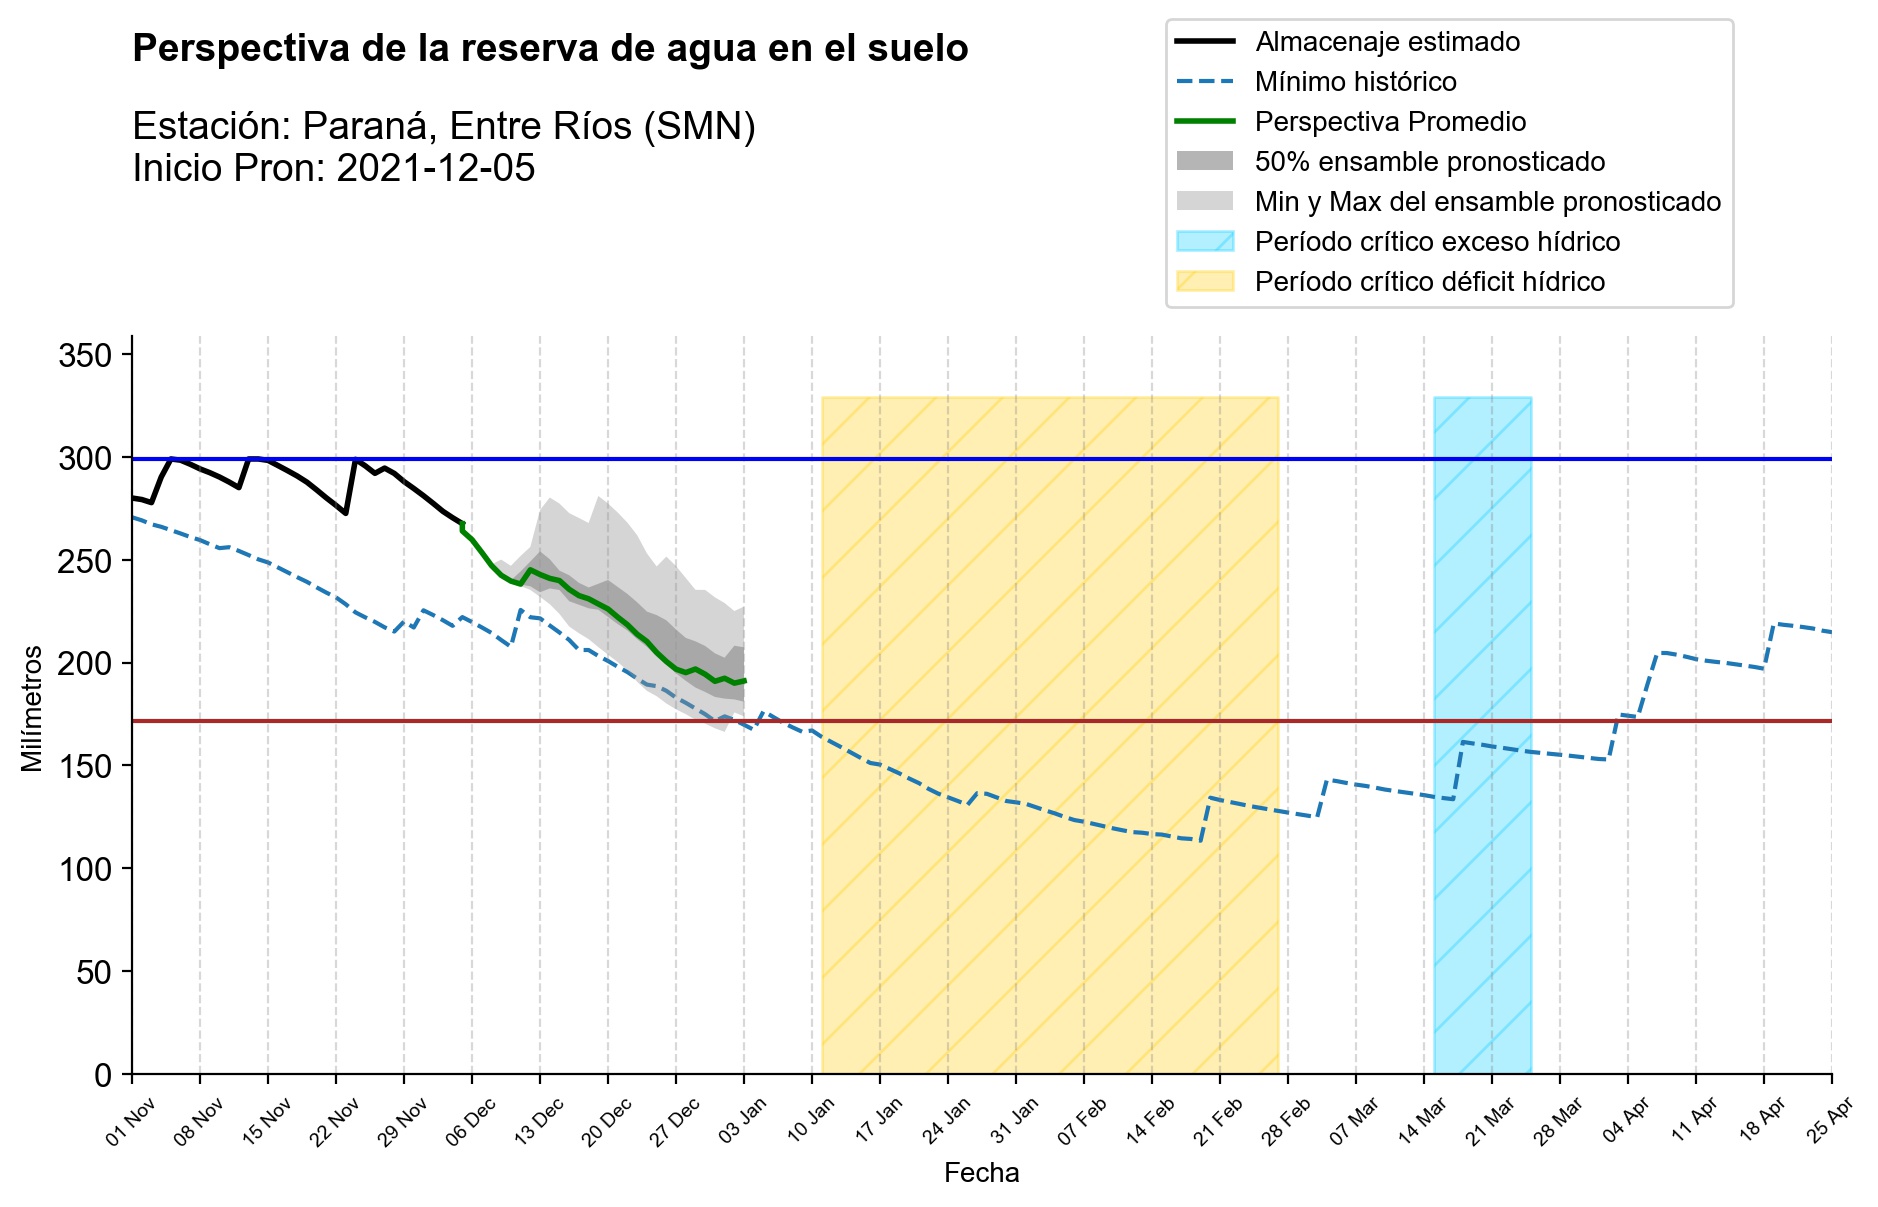 Perspectiva de la reserva de agua en el suelo
Estación: Paraná, Entre Ríos (SMN)
Inicio Pron: 2021-12-05
Almacenaje estimado
Mínimo histórico
Perspectiva Promedio
50% ensamble pronosticado
Min y Max del ensamble pronosticado
Período crítico exceso hídrico
Período crítico déficit hídrico
350
300
250
200
150
100
50
0
Milímetros
01 Nov
08 Nov
15 Nov
22 Nov
29 Nov
06 Dec
13 Dec
20 Dec
27 Dec
03 Jan
10 Jan
17 Jan
24 Jan
31 Jan
07 Feb
14 Feb
21 Feb
28 Feb
07 Mar
14 Mar
21 Mar
28 Mar
04 Apr
11 Apr
18 Apr
25 Apr
Fecha